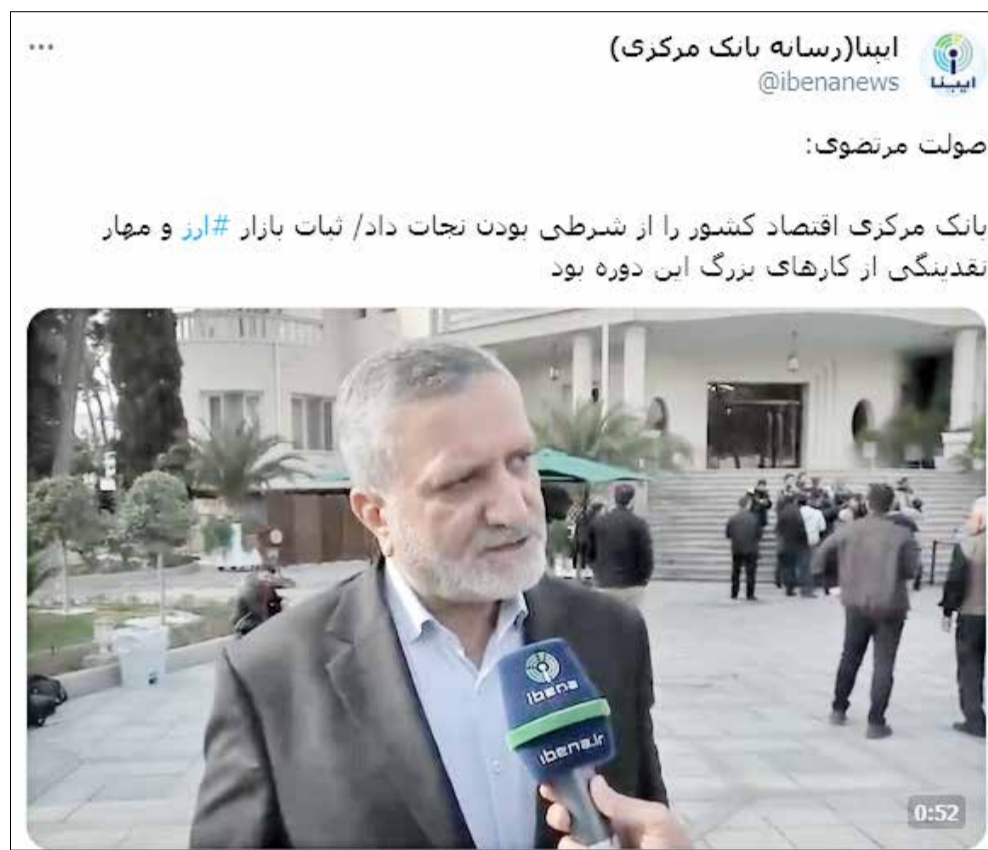 ایبنا(رسانه بانک مرکزی)
@ibenanews
ایبنا
صولت مرتضوی:
بانک مرکزی اقتصاد کشور را از شرطی بودن نجات داد/ ثبات بازار #ارز و مهار
نقدینگی از کارهای بزرگ این دوره بود
ibena
ibena.ir
0:52